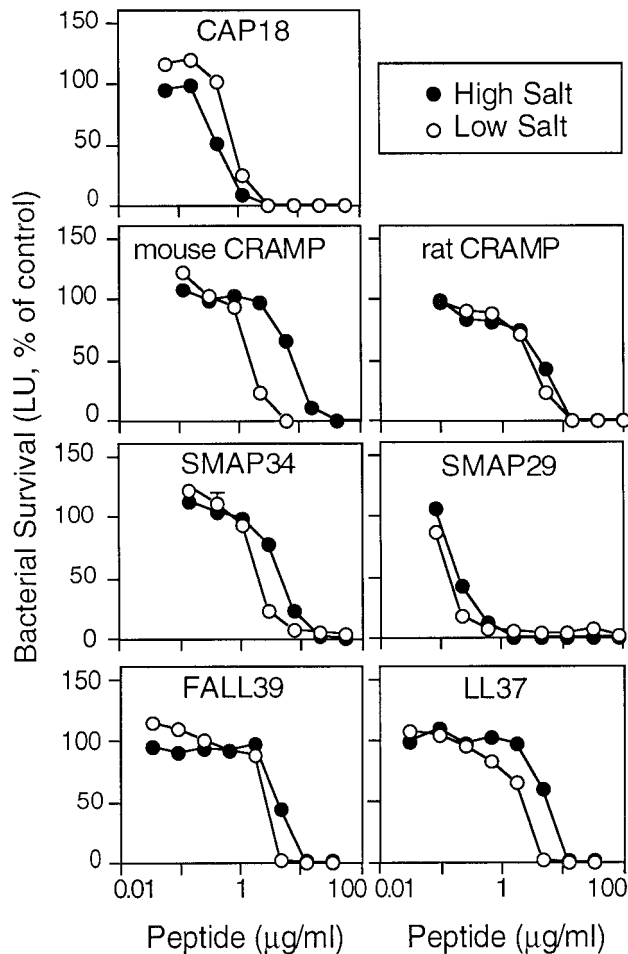 Bacterial Survival (LU, % of control)
CAP18
150
100
50
0
High Salt
Low Salt
mouse CRAMP
150
100
50
0
rat CRAMP
SMAP34
150
100
50
0
SMAP29
FALL39
150
100
50
0
0.01 1 100
Peptide (μg/ml)
LL37
0.01 1 100
Peptide (μg/ml)